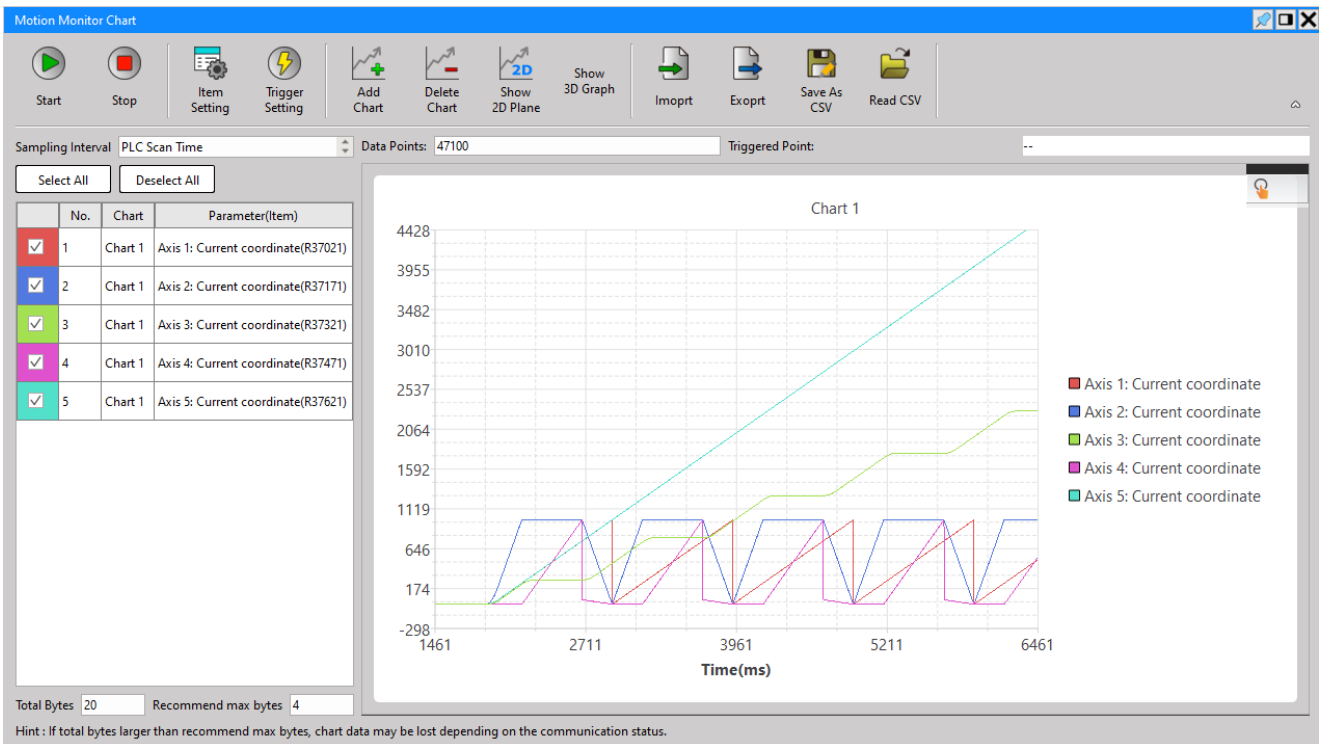 Motion Monitor Chart
Start
Stop
Item Setting
Trigger Setting
Add Chart
Delete Chart
2D
Show 2D Plane
Show 3D Graph
Imoprt
Exoprt
Save As CSV
Read CSV
Sampling Interval PLC Scan Time
Data Points: 47100
Triggered Point: --
Select All
Deselect All
No. Chart Parameter(Item)
1 Chart 1 Axis 1: Current coordinate(R37021)
2 Chart 1 Axis 2: Current coordinate(R37171)
3 Chart 1 Axis 3: Current coordinate(R37321)
4 Chart 1 Axis 4: Current coordinate(R37471)
5 Chart 1 Axis 5: Current coordinate(R37621)
Chart 1
4428
3955
3482
3010
2537
2064
1592
1119
646
174
-298
1461 2711 3961 5211 6461
Time(ms)
Axis 1: Current coordinate
Axis 2: Current coordinate
Axis 3: Current coordinate
Axis 4: Current coordinate
Axis 5: Current coordinate
Total Bytes 20 Recommend max bytes 4
Hint : If total bytes larger than recommend max bytes, chart data may be lost depending on the communication status.